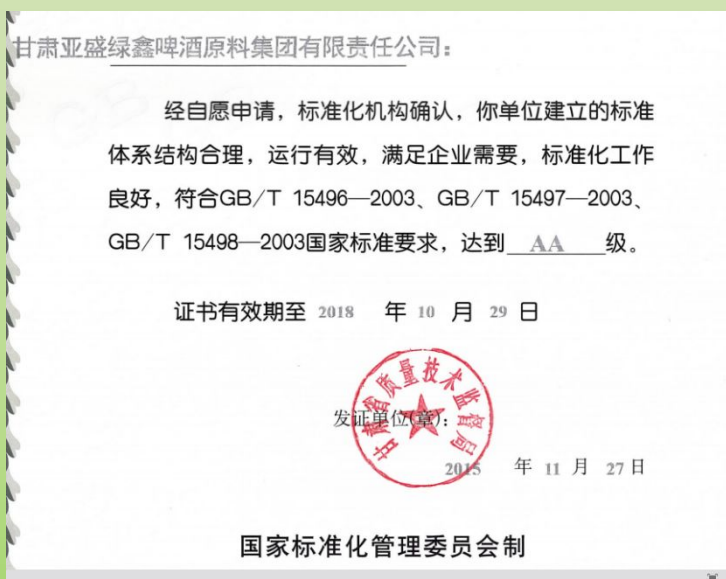 甘肃亚盛绿鑫啤酒原料集团有限责任公司：
经自愿申请，标准化机构确认，你单位建立的标准
体系结构合理，运行有效，满足企业需要，标准化工作
良好，符合GB/T 15496—2003、GB/T 15497—2003、
GB/T 15498—2003国家标准要求，达到 AA 级。
证书有效期至 2018 年 10 月 29 日
甘肃省质量技术监督局
发证单位(章)：
2015 年 11 月 27 日
国家标准化管理委员会制